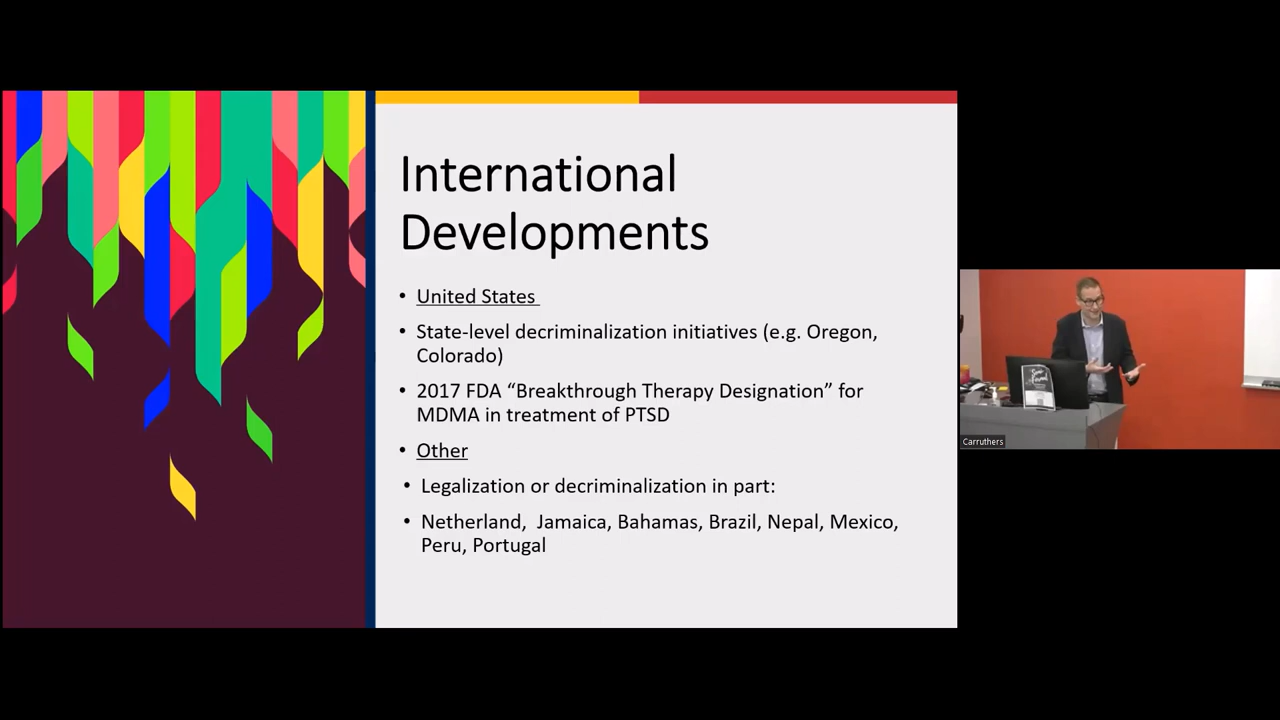 International
Developments
• United States
• State-level decriminalization initiatives (e.g. Oregon,
Colorado)
• 2017 FDA “Breakthrough Therapy Designation” for
MDMA in treatment of PTSD
• Other
• Legalization or decriminalization in part:
• Netherland,  Jamaica, Bahamas, Brazil, Nepal, Mexico,
Peru, Portugal
Carruthers